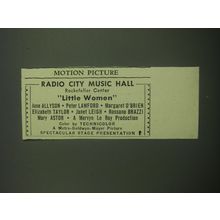 MOTION PICTURE
RADIO CITY MUSIC HALL
Rockefeller Center
"Little Women"
June ALLYSON • Peter LAWFORD • Margaret O'BRIEN
Elizabeth TAYLOR • Janet LEIGH • Rossano BRAZZI
Mary ASTOR • A Mervyn Le Roy Production
Color by TECHNICOLOR
A Metro-Goldwyn-Mayer Picture
SPECTACULAR STAGE PRESENTATION